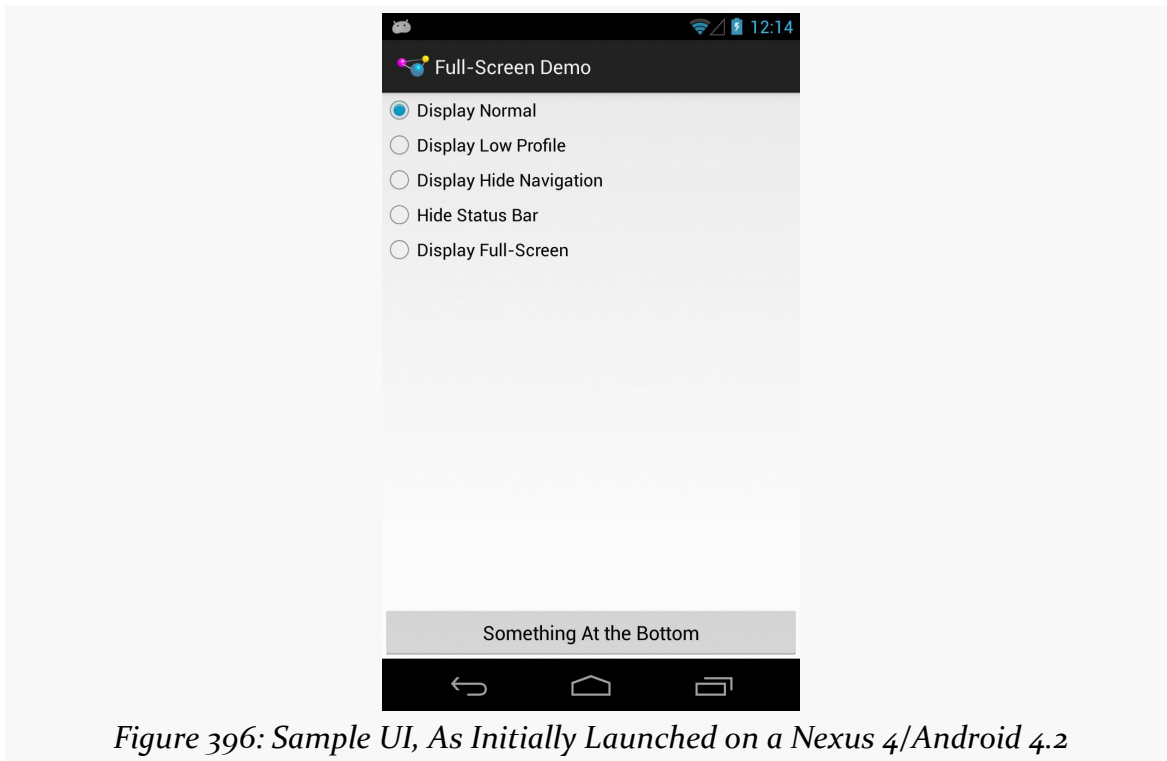 12:14
Full-Screen Demo
Display Normal
Display Low Profile
Display Hide Navigation
Hide Status Bar
Display Full-Screen
Something At the Bottom
Figure 396: Sample UI, As Initially Launched on a Nexus 4/Android 4.2